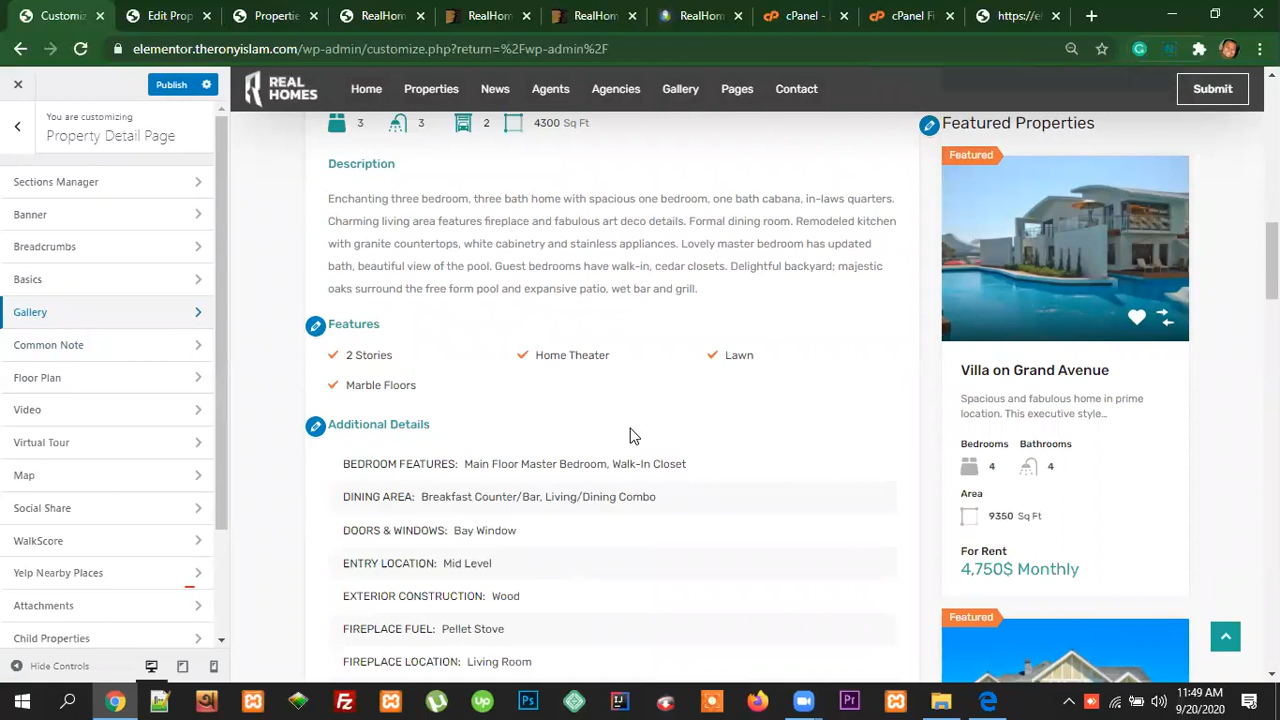 Customiz
Edit Prop
Propertie
RealHom
RealHom
RealHom
RealHom
cPanel -
cPanel F
https://el
elementor.theronyislam.com/wp-admin/customize.php?return=%2Fwp-admin%2F
Publish
You are customizing
Property Detail Page
Sections Manager
Banner
Breadcrumbs
Basics
Gallery
Common Note
Floor Plan
Video
Virtual Tour
Map
Social Share
WalkScore
Yelp Nearby Places
Attachments
Child Properties
Hide Controls
REAL HOMES
Home Properties News Agents Agencies Gallery Pages Contact Submit
3 3 2 4300 Sq Ft
Description
Enchanting three bedroom, three bath home with spacious one bedroom, one bath cabana, in-laws quarters.
Charming living area features fireplace and fabulous art deco details. Formal dining room. Remodeled kitchen
with granite countertops, white cabinetry and stainless appliances. Lovely master bedroom has updated
bath, beautiful view of the pool. Guest bedrooms have walk-in, cedar closets. Delightful backyard; majestic
oaks surround the free form pool and expansive patio, wet bar and grill.
Features
2 Stories Home Theater Lawn
Marble Floors
Additional Details
BEDROOM FEATURES: Main Floor Master Bedroom, Walk-In Closet
DINING AREA: Breakfast Counter/Bar, Living/Dining Combo
DOORS & WINDOWS: Bay Window
ENTRY LOCATION: Mid Level
EXTERIOR CONSTRUCTION: Wood
FIREPLACE FUEL: Pellet Stove
FIREPLACE LOCATION: Living Room
Featured Properties
Featured
Villa on Grand Avenue
Spacious and fabulous home in prime
location. This executive style...
Bedrooms Bathrooms
4 4
Area
9350 Sq Ft
For Rent
4,750$ Monthly
Featured
11:49 AM
9/20/2020